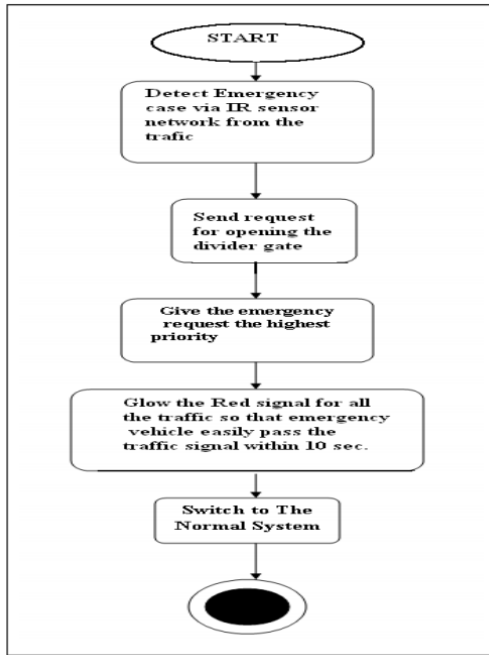 START
Detect Emergency
case via IR sensor
network from the
trafic
Send request
for opening the
divider gate
Give the emergency
request the highest
priority
Glow the Red signal for all
the traffic so that emergency
vehicle easily pass the
traffic signal within 10 sec.
Switch to The
Normal System